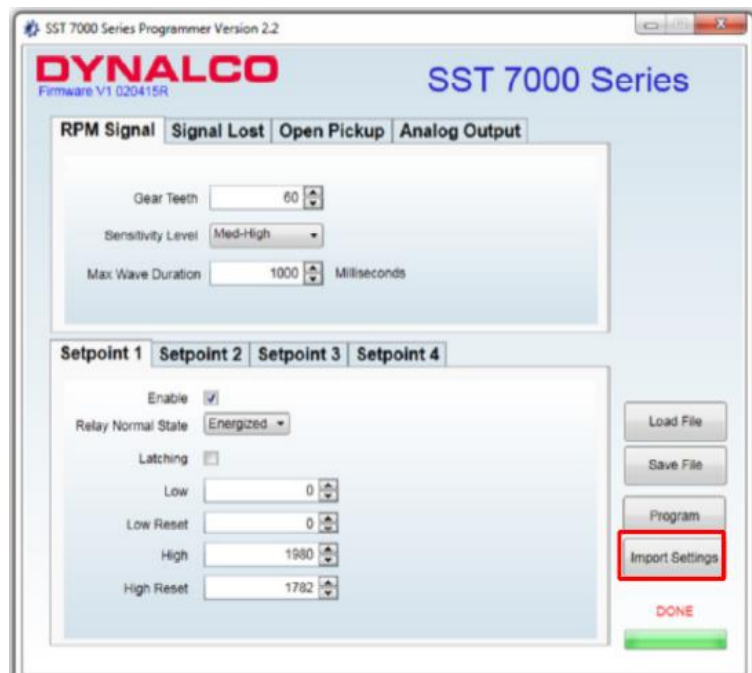 SST 7000 Series Programmer Version 2.2
DYNALCO
Firmware V1 020415R
SST 7000 Series
RPM Signal Signal Lost Open Pickup Analog Output
Gear Teeth 60
Sensitivity Level Med-High
Max Wave Duration 1000 Milliseconds
Setpoint 1 Setpoint 2 Setpoint 3 Setpoint 4
Enable
Relay Normal State Energized
Latching
Low 0
Low Reset 0
High 1980
High Reset 1782
Load File
Save File
Program
Import Settings
DONE